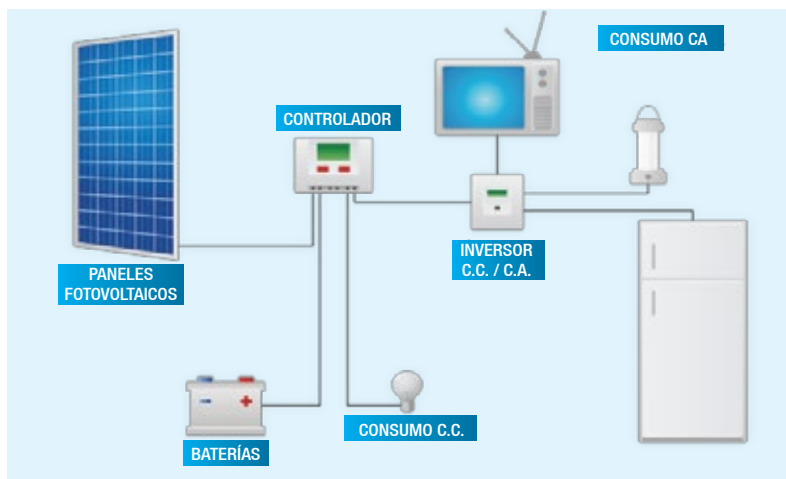 CONSUMO CA
CONTROLADOR
INVERSOR
C.C. / C.A.
PANELES
FOTOVOLTAICOS
CONSUMO C.C.
BATERÍAS